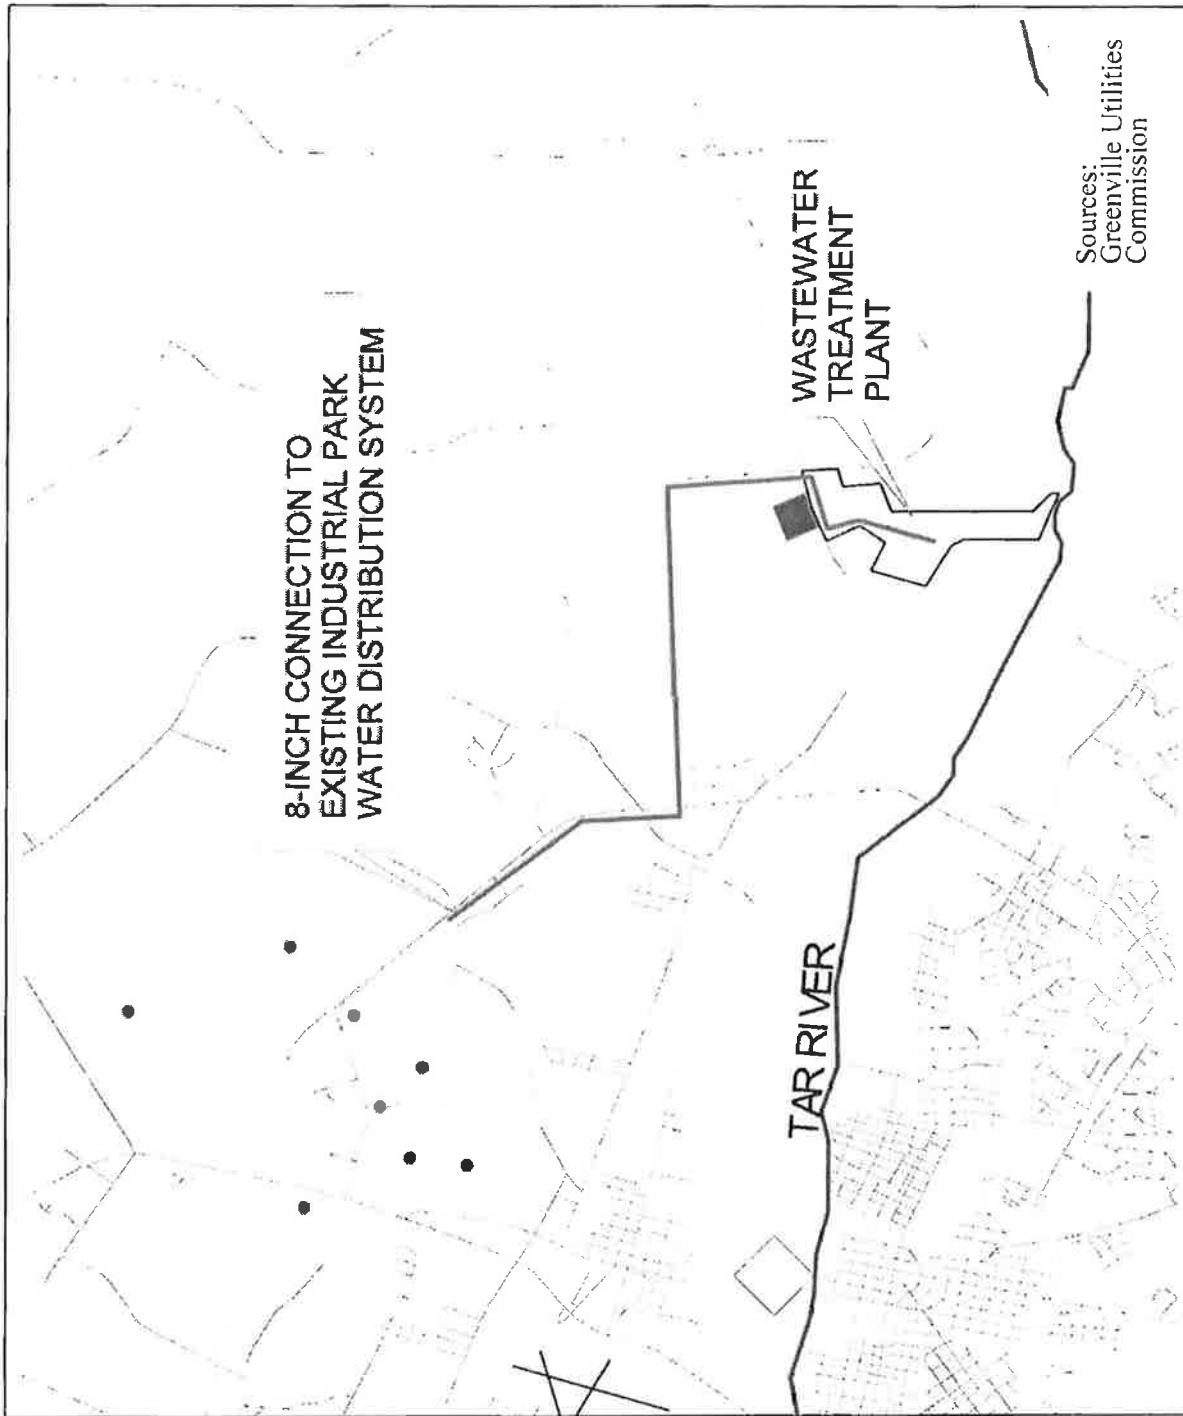 8-INCH CONNECTION TO
EXISTING INDUSTRIAL PARK
WATER DISTRIBUTION SYSTEM
WASTEWATER
TREATMENT
PLANT
TAR RIVER
Sources:
Greenville Utilities
Commission